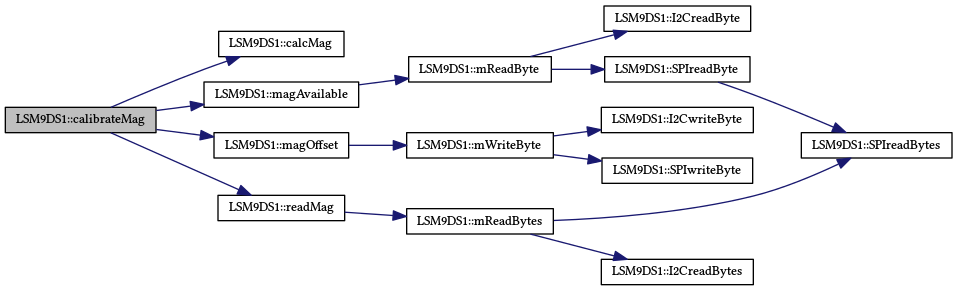 LSM9DS1::calibrateMag
LSM9DS1::calcMag
LSM9DS1::magAvailable
LSM9DS1::magOffset
LSM9DS1::readMag
LSM9DS1::mReadByte
LSM9DS1::mWriteByte
LSM9DS1::mReadBytes
LSM9DS1::I2CreadByte
LSM9DS1::SPIreadByte
LSM9DS1::I2CwriteByte
LSM9DS1::SPIwriteByte
LSM9DS1::I2CreadBytes
LSM9DS1::SPIreadBytes